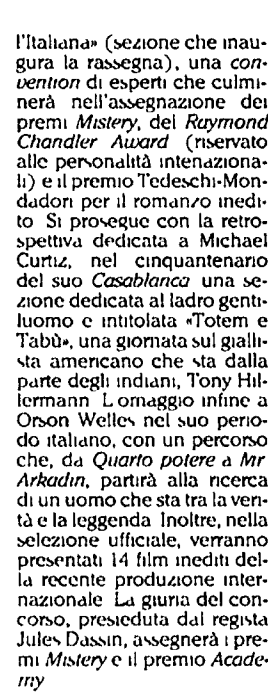 l'Italiana» (sezione che inau-
gura la rassegna), una con-
vention di esperti che culmi-
nerà nell'assegnazione dei
premi Mistery, del Raymond
Chandler Award (riservato
alle personalità intenaziona-
li) e il premio Tedeschi-Mon-
dadori per il romanzo inedi-
to Si prosegue con la retro-
spettiva dedicata a Michael
Curtiz, nel cinquantenario
del suo Casablanca una se-
zione dedicata al ladro genti-
luomo e intitolata «Totem e
Tabù», una giornata sul gialli-
sta americano che sta dalla
parte degli indiani, Tony Hil-
lermann L omaggio infine a
Orson Welles nel suo perio-
do italiano, con un percorso
che, da Quarto potere a Mr
Arkadin, partirà alla ricerca
di un uomo che sta tra la veri-
tà e la leggenda Inoltre, nella
selezione ufficiale, verranno
presentati 14 film inediti del-
la recente produzione inter-
nazionale La giuria del con-
corso, presieduta dal regista
Jules Dassin, assegnerà i pre-
mi Mistery e il premio Acade-
my